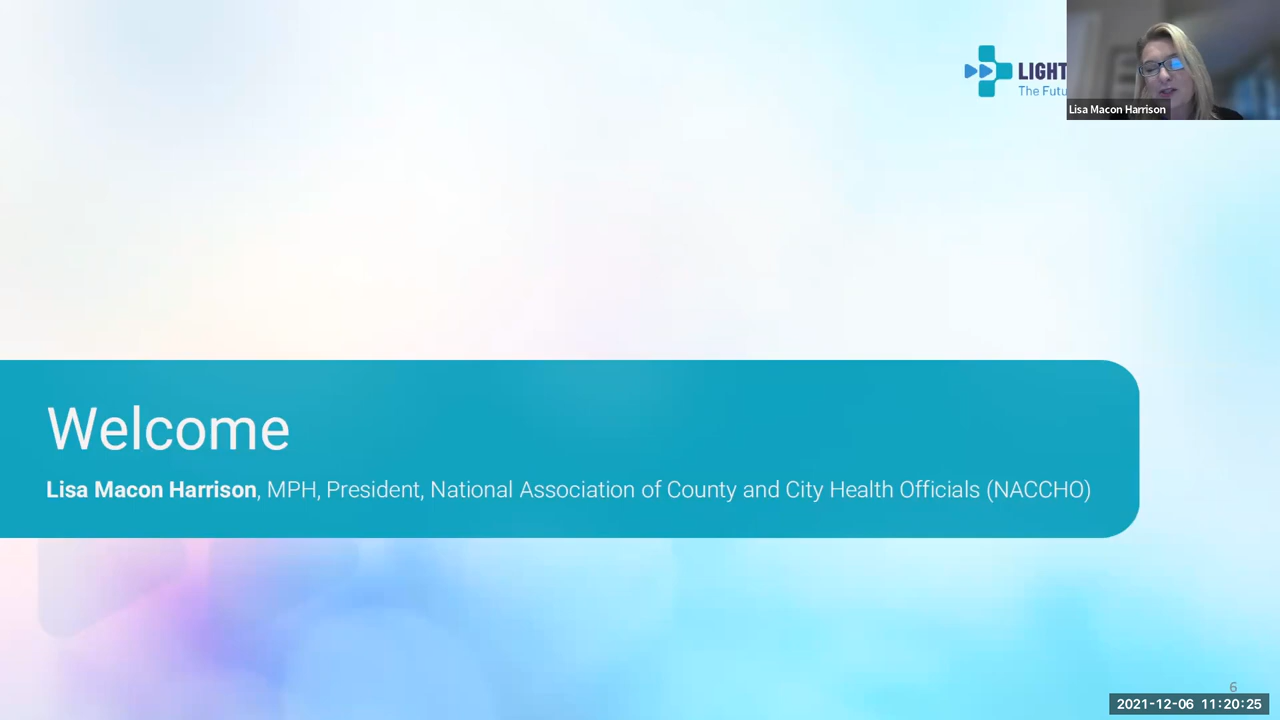 LIGHT
The Futu
Lisa Macon Harrison
Welcome
Lisa Macon Harrison, MPH, President, National Association of County and City Health Officials (NACCHO)
6
2021-12-06 11:20:25